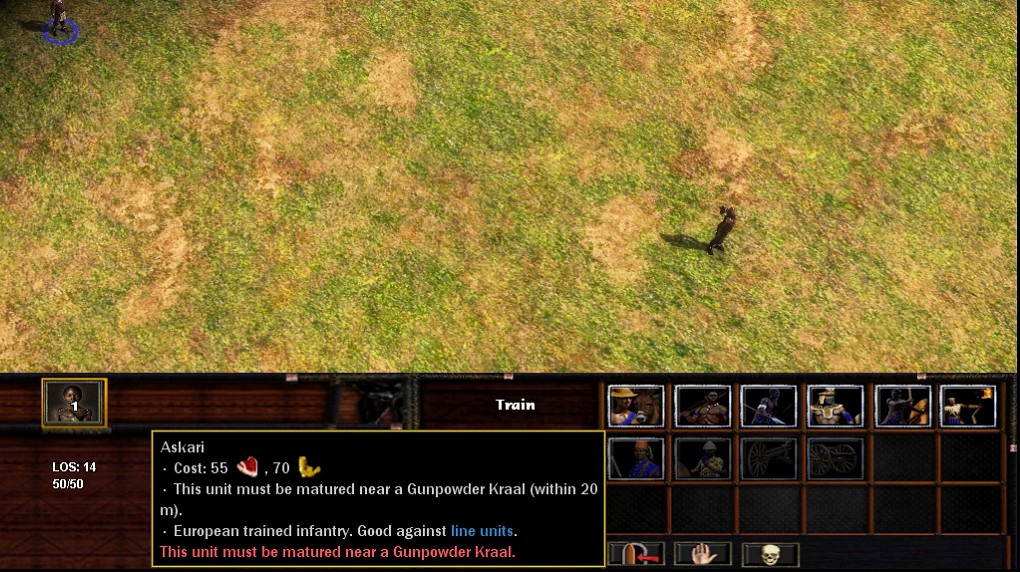 Train
1
Askari
· Cost: 55 , 70
LOS: 14
50/50
· This unit must be matured near a Gunpowder Kraal (within 20
m).
· European trained infantry. Good against line units.
This unit must be matured near a Gunpowder Kraal.